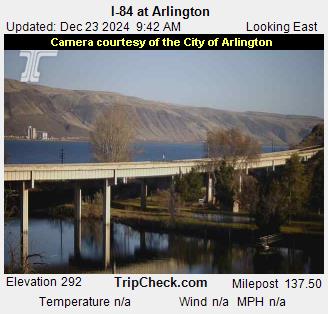 I-84 at Arlington
Updated: Dec 23 2024 9:42 AM Looking East
Camera courtesy of the City of Arlington
Elevation 292 TripCheck.com Milepost 137.50
Temperature n/a Wind n/a MPH n/a